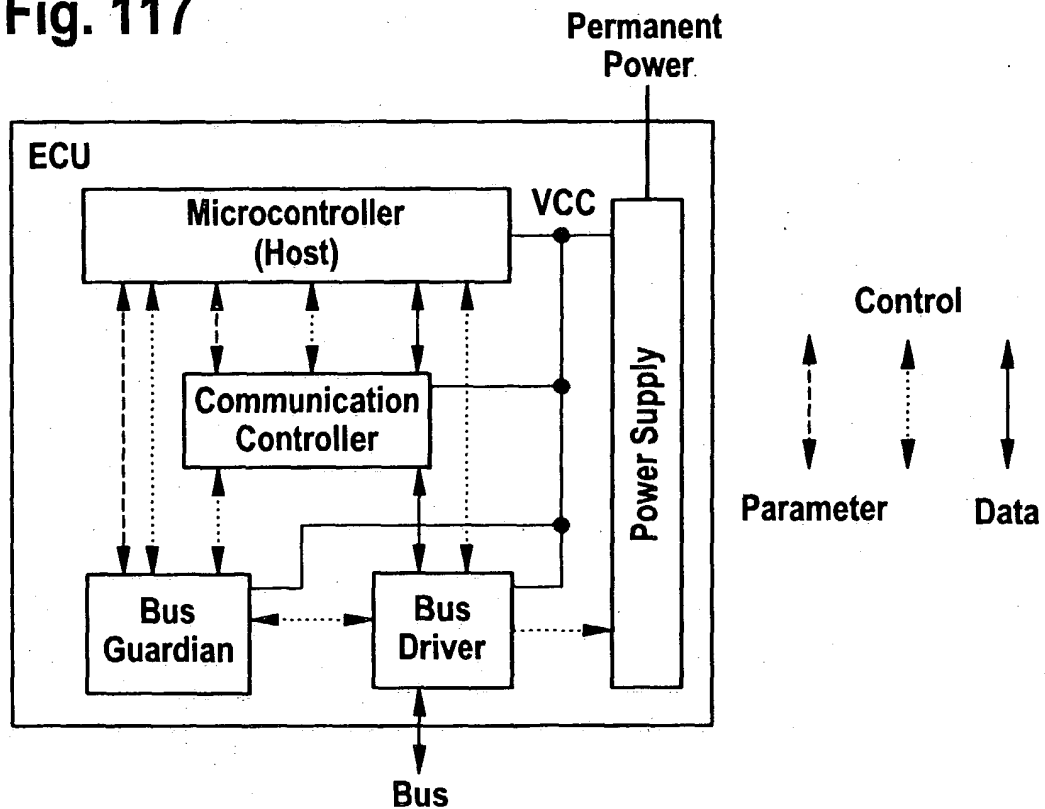 Fig. 117
Permanent
Power
ECU
Microcontroller
(Host)
VCC
Communication
Controller
Power Supply
Bus
Guardian
Bus
Driver
Bus
Control
Parameter
Data